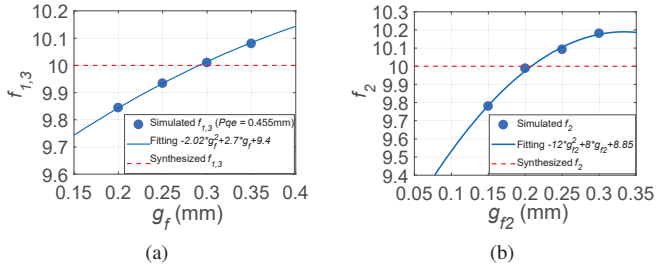 10.2
10.1
10
9.9
9.8
9.7
9.6
f1,3
Simulated f1,3 (Pqe = 0.455mm)
Fitting -2.02*gf^2+2.7*gf+9.4
Synthesized f1,3
0.15 0.2 0.25 0.3 0.35 0.4
gf (mm)
(a)
10.2
10.1
10
9.9
9.8
9.7
9.6
9.5
9.4
f2
Simulated f2
Fitting -12*gf2^2+8*gf2+8.85
Synthesized f2
0.05 0.1 0.15 0.2 0.25 0.3 0.35
gf2 (mm)
(b)